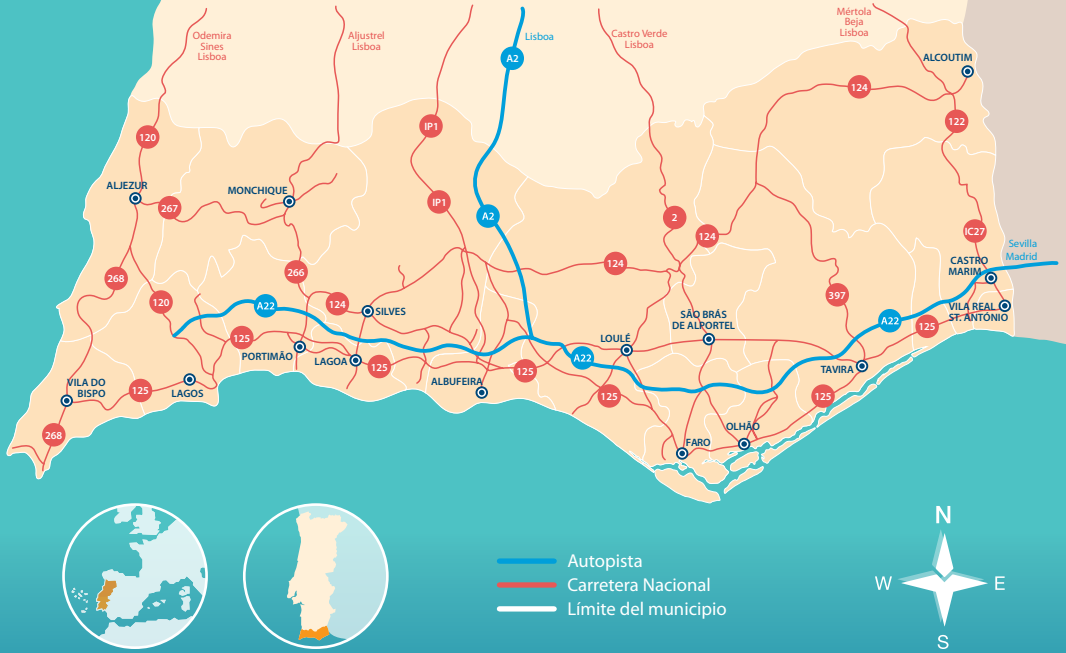 Odemira
Sines
Lisboa
Aljustrel
Lisboa
Lisboa
A2
Castro Verde
Lisboa
Mértola
Beja
Lisboa
ALCOUTIM
124
122
120
IP1
ALJEZUR
MONCHIQUE
267
IP1
A2
2
124
IC27
Sevilla
Madrid
268
266
124
CASTRO
MARIM
120
A22
124
SILVES
397
VILA REAL
ST. ANTÓNIO
SÃO BRÁS
DE ALPORTEL
A22
125
125
PORTIMÃO
LAGOA
125
LOULÉ
A22
125
TAVIRA
VILA DO
BISPO
125
LAGOS
ALBUFEIRA
125
125
268
OLHÃO
FARO
Autopista
Carretera Nacional
Límite del municipio
N
W
E
S